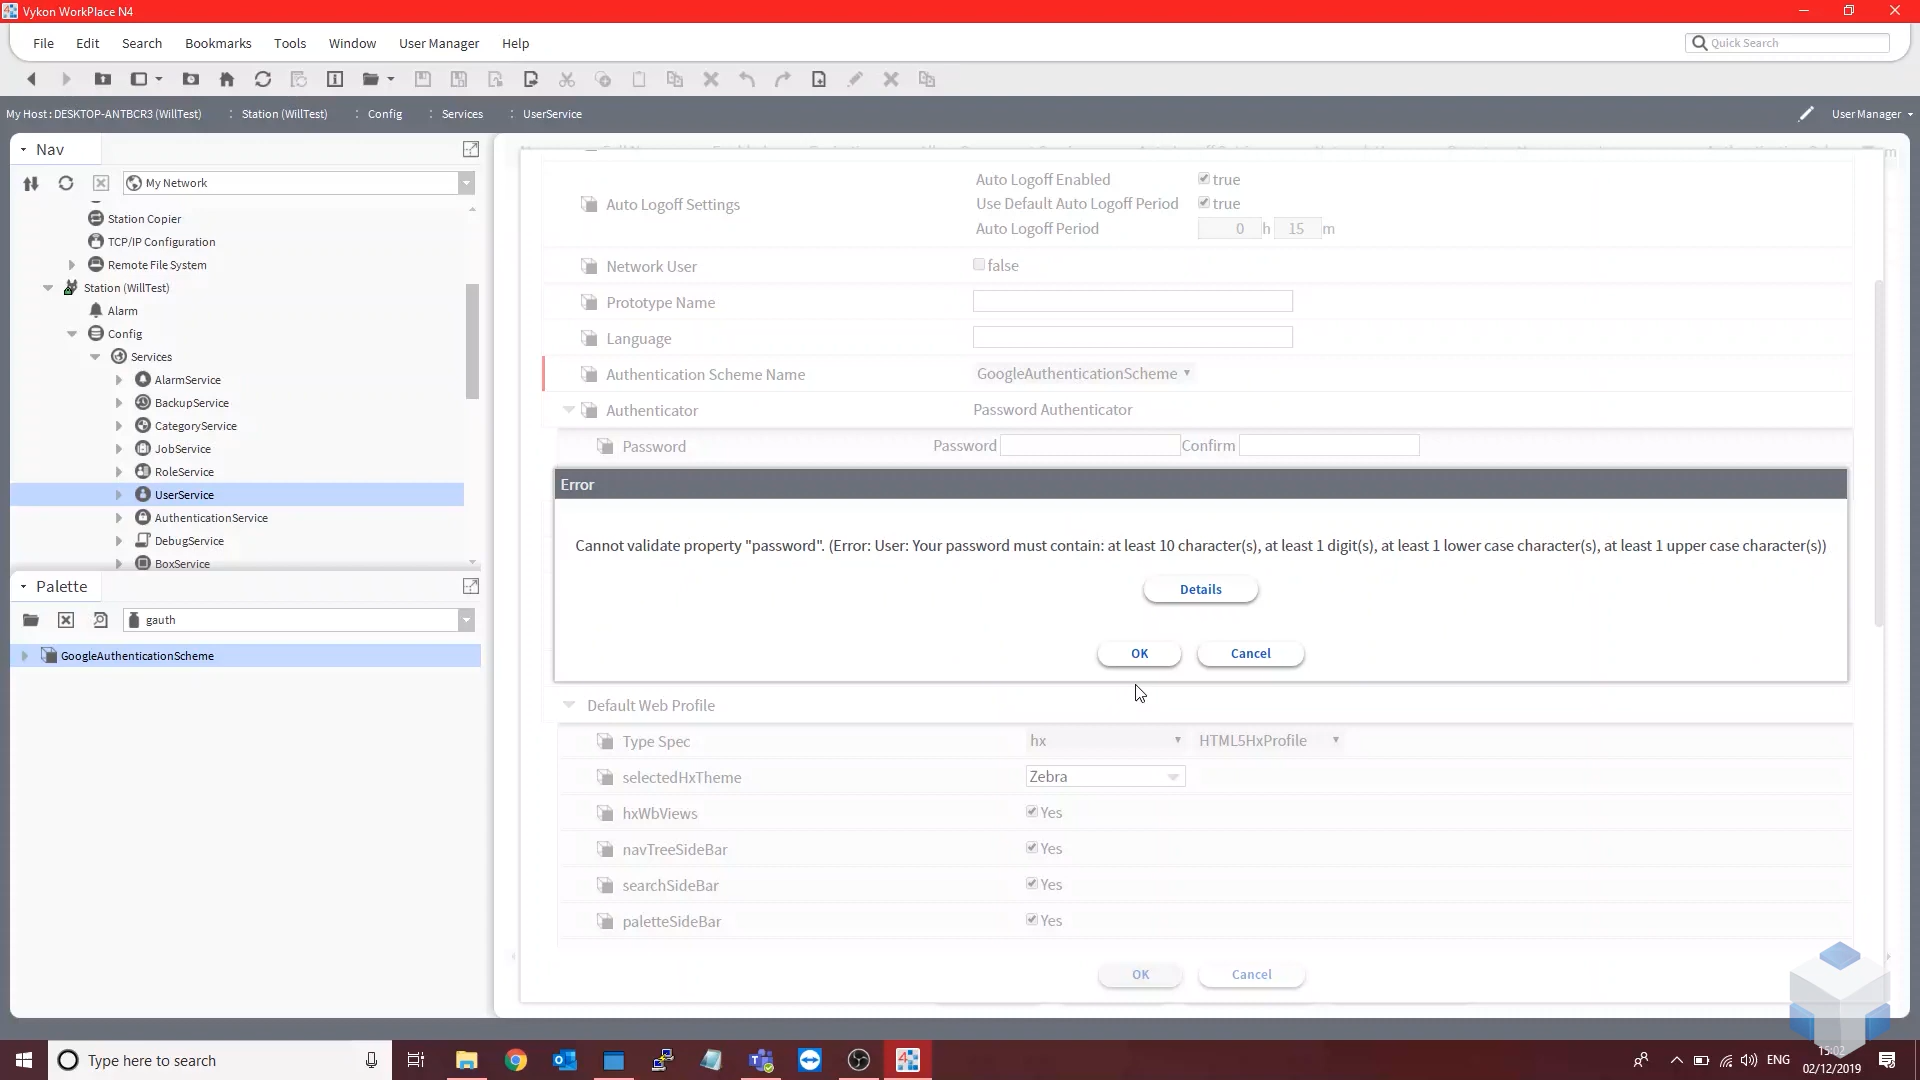 Vykon WorkPlace N4
File Edit Search Bookmarks Tools Window User Manager Help
Quick Search
My Host : DESKTOP-ANTBCR3 (WillTest) : Station (WillTest) : Config : Services : UserService
User Manager
Nav
My Network
Station Copier
TCP/IP Configuration
Remote File System
Station (WillTest)
Alarm
Config
Services
AlarmService
BackupService
CategoryService
JobService
RoleService
UserService
AuthenticationService
DebugService
BoxService
Palette
gauth
GoogleAuthenticationScheme
Auto Logoff Settings
Auto Logoff Enabled true
Use Default Auto Logoff Period true
Auto Logoff Period 0 h 15 m
Network User false
Prototype Name
Language
Authentication Scheme Name GoogleAuthenticationScheme
Authenticator Password Authenticator
Password Password Confirm
Error
Cannot validate property "password". (Error: User: Your password must contain: at least 10 character(s), at least 1 digit(s), at least 1 lower case character(s), at least 1 upper case character(s))
Details
OK Cancel
Default Web Profile
Type Spec hx HTML5HxProfile
selectedHxTheme Zebra
hxWbViews Yes
navTreeSideBar Yes
searchSideBar Yes
paletteSideBar Yes
OK Cancel
Type here to search
ENG
15:02
02/12/2019